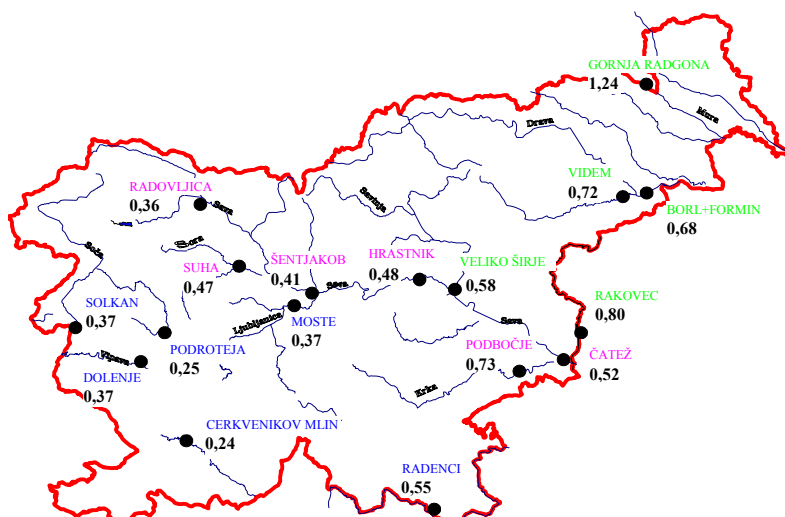 GORNJA RADGONA
1,24
Mura
Drava
VIDEM
0,72
BORL+FORMIN
0,68
RADOVLJICA
0,36
Sava
Savinja
Sora
Soča
SUHA
0,47
ŠENTJAKOB
0,41
Sava
HRASTNIK
0,48
VELIKO ŠIRJE
0,58
SOLKAN
0,37
Ljubljanica
MOSTE
0,37
Sava
RAKOVEC
0,80
PODROTEJA
0,25
Vipava
DOLENJE
0,37
PODBOČJE
0,73
ČATEŽ
0,52
Krka
CERKVENIKOV MLIN
0,24
RADENCI
0,55